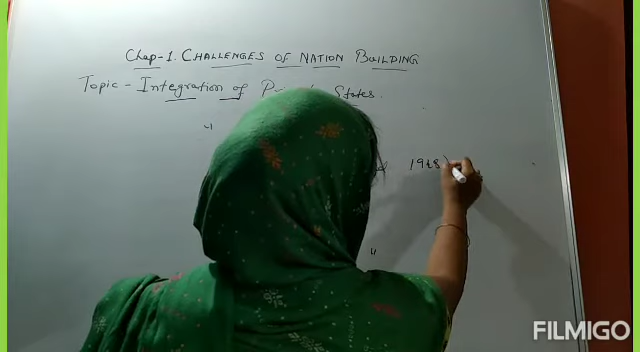 Chap-1. CHALLENGES OF NATION BUILDING
Topic - Integration of States.
1948)
FILMIGO